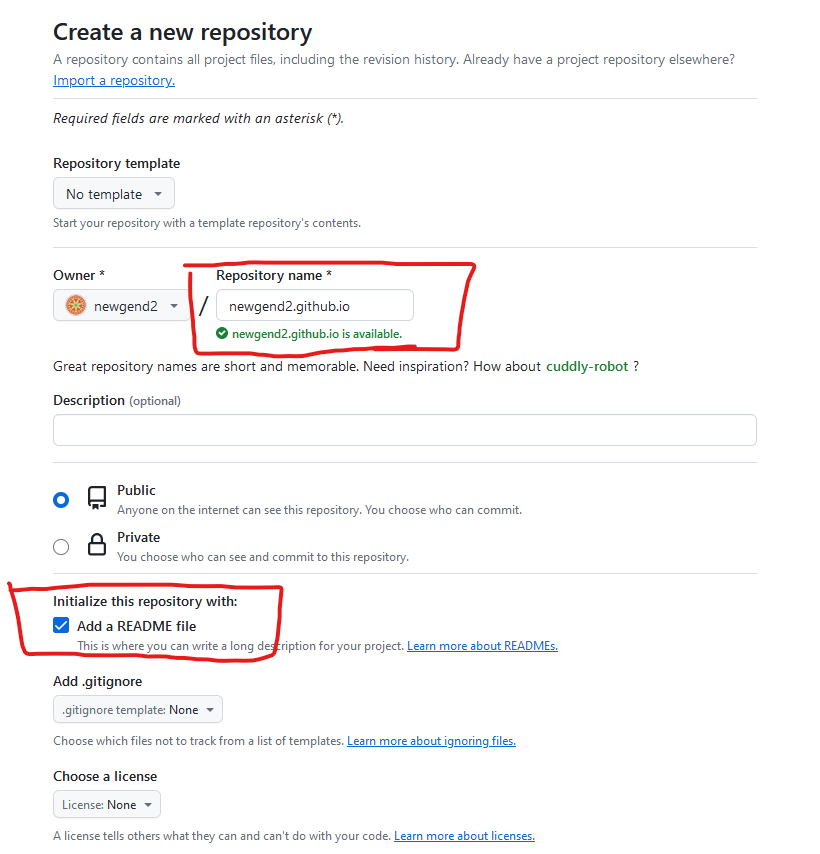 Create a new repository
A repository contains all project files, including the revision history. Already have a project repository elsewhere?
Import a repository.
Required fields are marked with an asterisk (*).
Repository template
No template
Start your repository with a template repository's contents.
Owner *
Repository name *
newgend2
/
newgend2.github.io
newgend2.github.io is available.
Great repository names are short and memorable. Need inspiration? How about cuddly-robot ?
Description (optional)
Public
Anyone on the internet can see this repository. You choose who can commit.
Private
You choose who can see and commit to this repository.
Initialize this repository with:
Add a README file
This is where you can write a long description for your project. Learn more about READMEs.
Add .gitignore
.gitignore template: None
Choose which files not to track from a list of templates. Learn more about ignoring files.
Choose a license
License: None
A license tells others what they can and can't do with your code. Learn more about licenses.